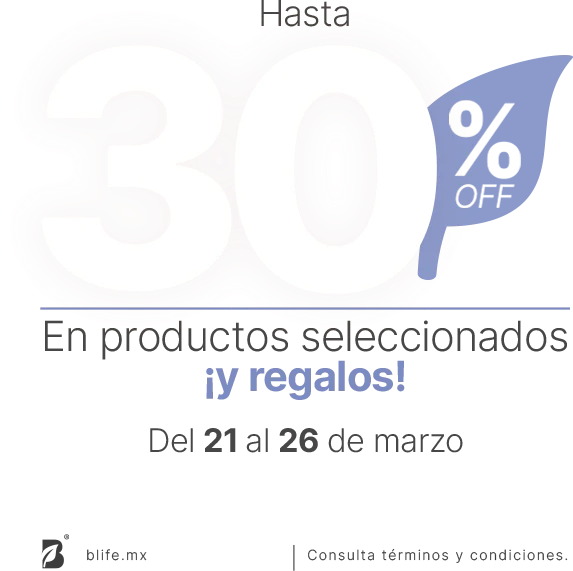 Hasta
30
%
OFF
En productos seleccionados
¡y regalos!
Del 21 al 26 de marzo
B®
blife.mx
Consulta términos y condiciones.